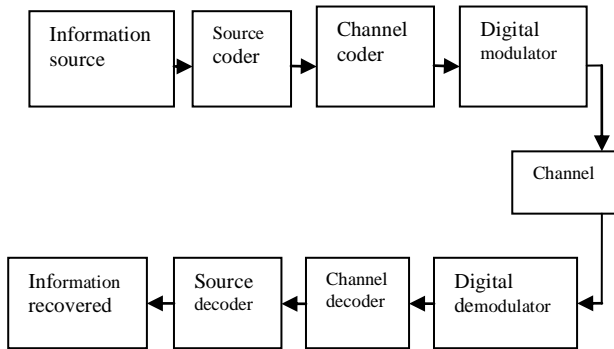 Information
source
Source
coder
Channel
coder
Digital
modulator
Channel
Information
recovered
Source
decoder
Channel
decoder
Digital
demodulator